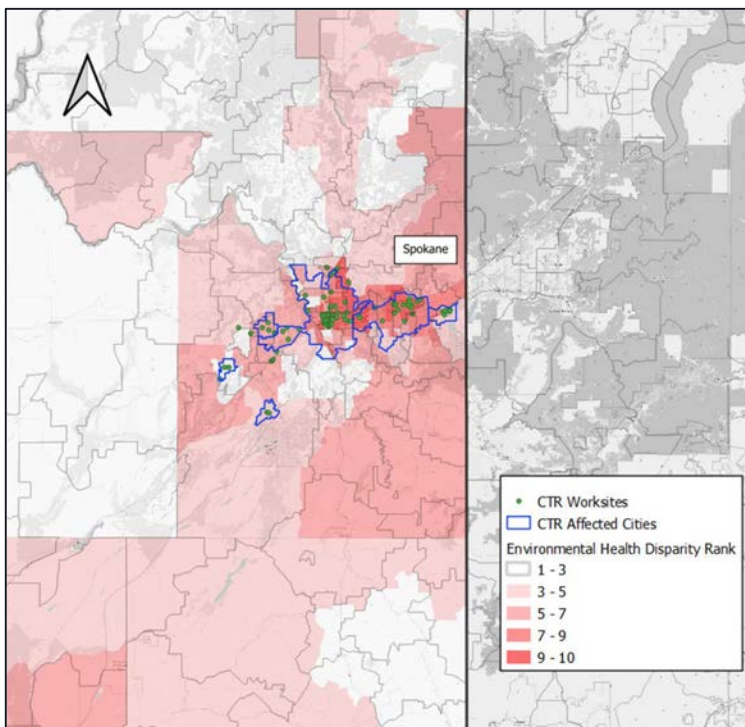 Spokane
CTR Worksites
CTR Affected Cities
Environmental Health Disparity Rank
1 - 3
3 - 5
5 - 7
7 - 9
9 - 10